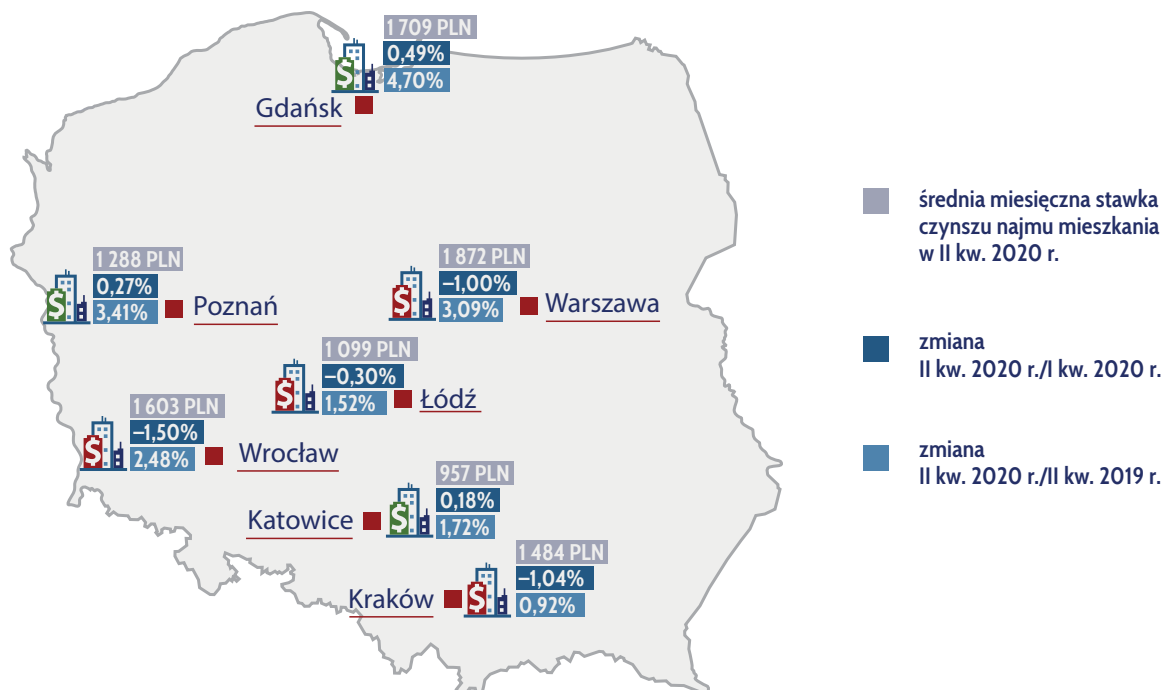 1 709 PLN
0,49%
4,70%
$
Gdańsk
średnia miesięczna stawka
czynszu najmu mieszkania
w II kw. 2020 r.
1 288 PLN
0,27%
3,41%
$
Poznań
1 872 PLN
–1,00%
3,09%
$
Warszawa
zmiana
II kw. 2020 r./I kw. 2020 r.
1 099 PLN
–0,30%
1,52%
$
Łódź
1 603 PLN
–1,50%
2,48%
$
Wrocław
zmiana
II kw. 2020 r./II kw. 2019 r.
957 PLN
0,18%
1,72%
$
Katowice
1 484 PLN
–1,04%
0,92%
$
Kraków